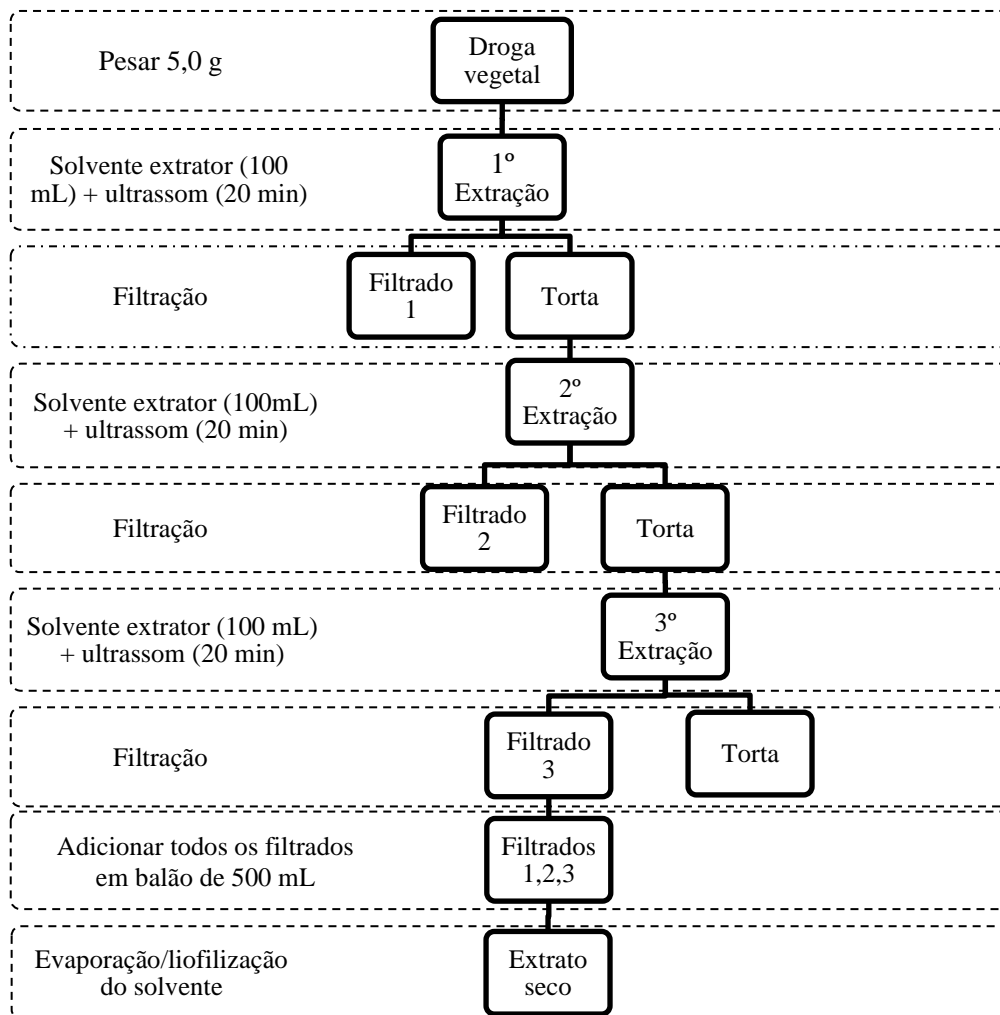 Pesar 5,0 g
Droga
vegetal
Solvente extrator (100
mL) + ultrassom (20 min)
1º
Extração
Filtração
Filtrado
1
Torta
Solvente extrator (100mL)
+ ultrassom (20 min)
2º
Extração
Filtração
Filtrado
2
Torta
Solvente extrator (100 mL)
+ ultrassom (20 min)
3º
Extração
Filtração
Filtrado
3
Torta
Adicionar todos os filtrados
em balão de 500 mL
Filtrados
1,2,3
Evaporação/liofilização
do solvente
Extrato
seco